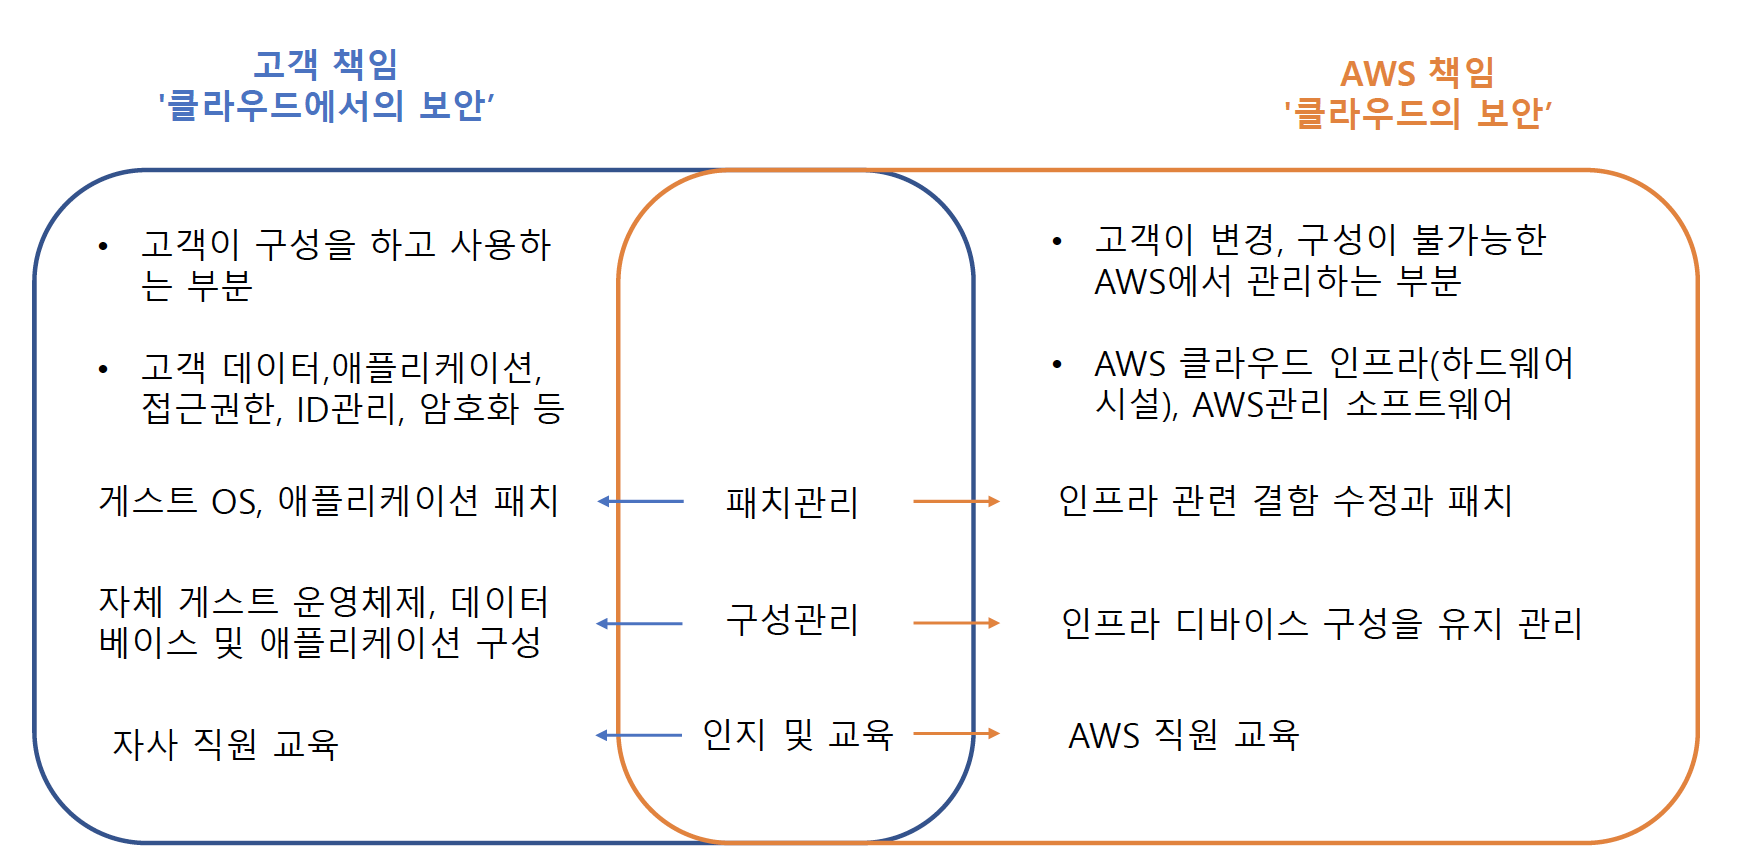 고객 책임
'클라우드에서의 보안’
AWS 책임
'클라우드의 보안’
• 고객이 구성을 하고 사용하
는 부분
• 고객 데이터,애플리케이션,
접근권한, ID관리, 암호화 등
• 고객이 변경, 구성이 불가능한
AWS에서 관리하는 부분
• AWS 클라우드 인프라(하드웨어
시설), AWS관리 소프트웨어
게스트 OS, 애플리케이션 패치
패치관리
인프라 관련 결함 수정과 패치
자체 게스트 운영체제, 데이터
베이스 및 애플리케이션 구성
구성관리
인프라 디바이스 구성을 유지 관리
자사 직원 교육
인지 및 교육
AWS 직원 교육